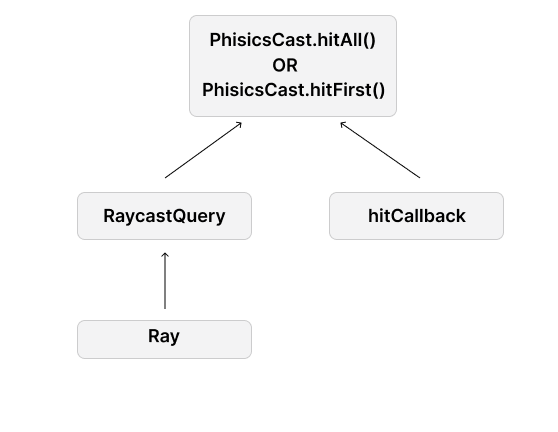 PhisicsCast.hitAll()
OR
PhisicsCast.hitFirst()
RaycastQuery
hitCallback
Ray